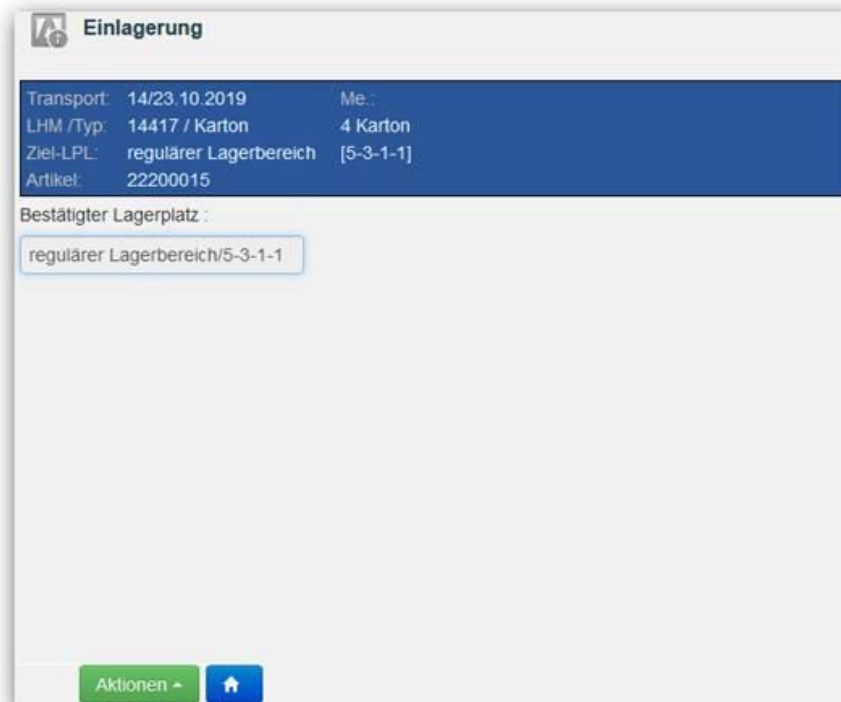 Einlagerung
Transport: 14/23.10.2019 Me.:
LHM /Typ: 14417 / Karton 4 Karton
Ziel-LPL: regulärer Lagerbereich [5-3-1-1]
Artikel: 22200015
Bestätigter Lagerplatz :
regulärer Lagerbereich/5-3-1-1
Aktionen